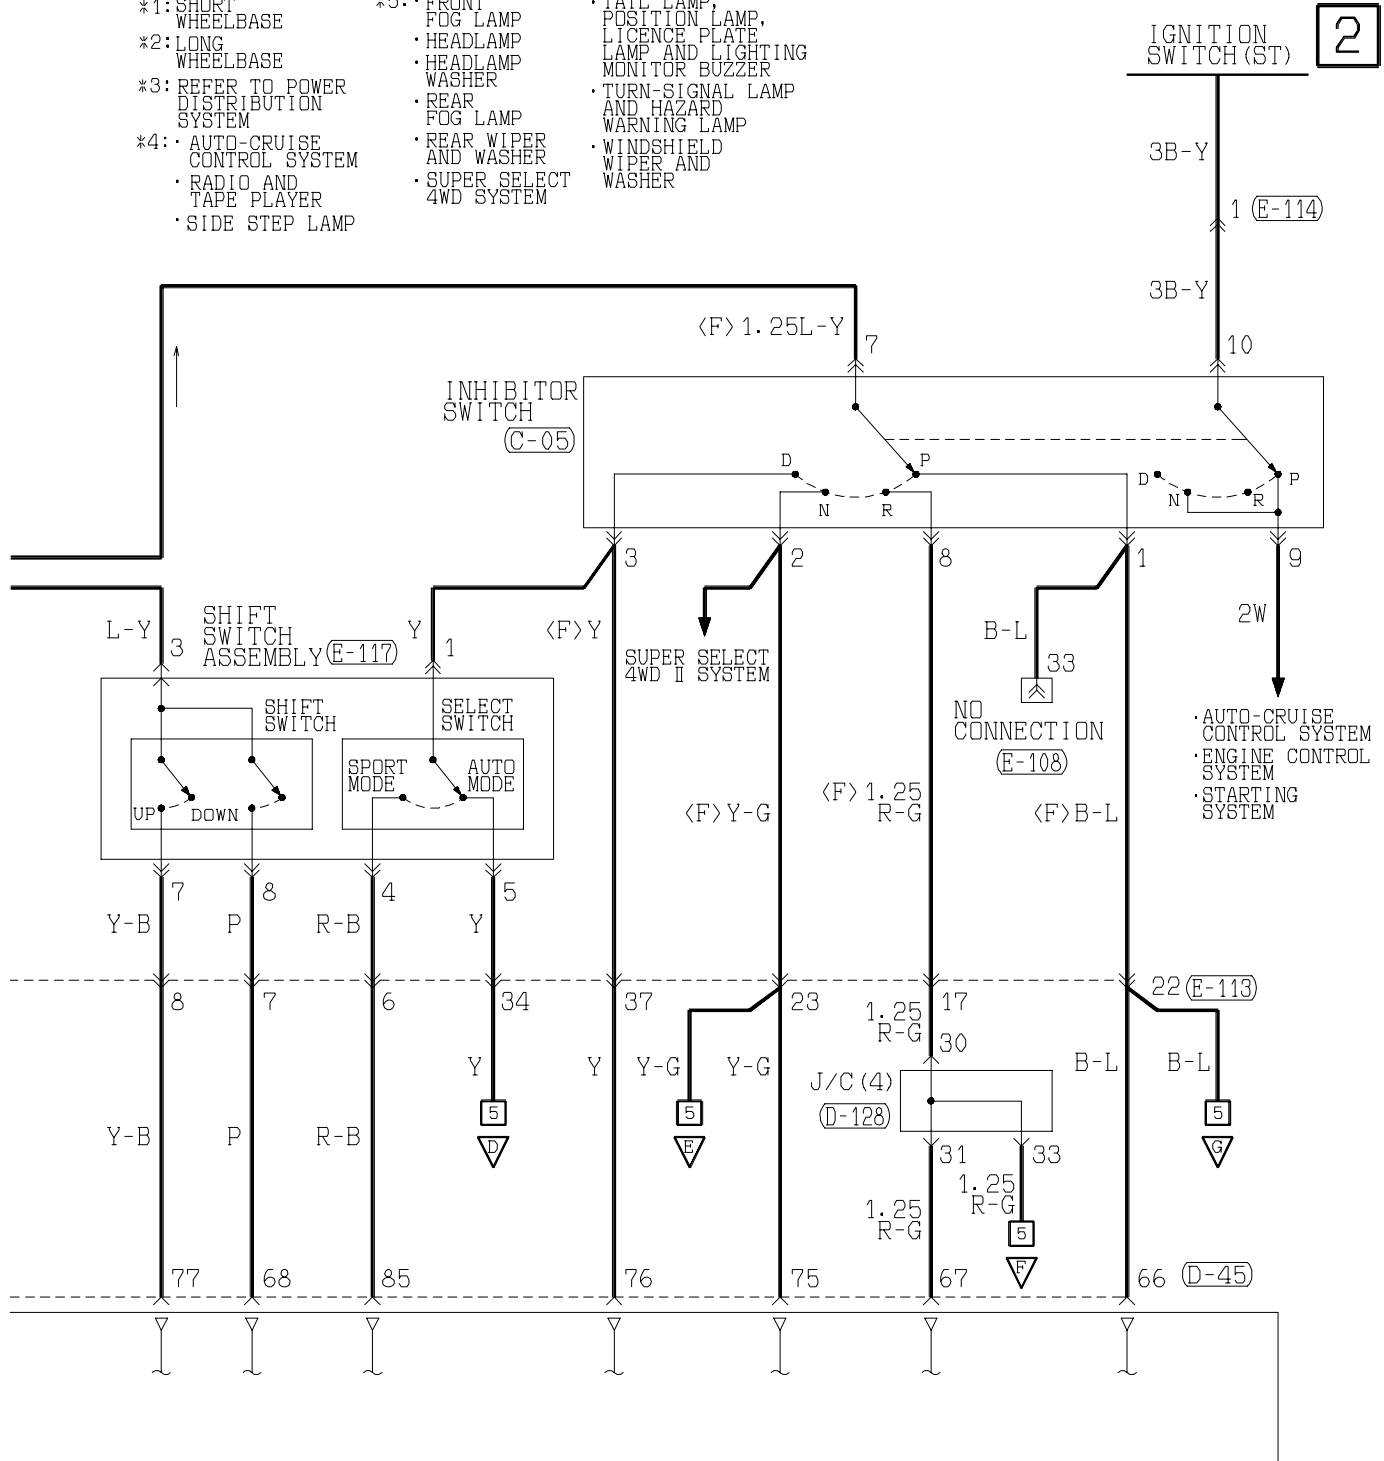 *1: SHORT
WHEELBASE
*2: LONG
WHEELBASE
*3: REFER TO POWER
DISTRIBUTION
SYSTEM
*4: · AUTO-CRUISE
CONTROL SYSTEM
· RADIO AND
TAPE PLAYER
· SIDE STEP LAMP
*5: · FRONT
FOG LAMP
· HEADLAMP
· HEADLAMP
WASHER
· REAR
FOG LAMP
· REAR WIPER
AND WASHER
· SUPER SELECT
4WD SYSTEM
· TAIL LAMP,
POSITION LAMP,
LICENCE PLATE
LAMP AND LIGHTING
MONITOR BUZZER
· TURN-SIGNAL LAMP
AND HAZARD
WARNING LAMP
· WINDSHIELD
WIPER AND
WASHER
IGNITION
SWITCH (ST)
2
3B-Y
1 (E-114)
3B-Y
<F> 1.25L-Y
7
10
INHIBITOR
SWITCH
(C-05)
D P
N R
D P
N R
3 2 8 1 9
L-Y
3
SHIFT
SWITCH
ASSEMBLY (E-117)
Y
1
<F> Y
SUPER SELECT
4WD II SYSTEM
B-L
33
NO
CONNECTION
(E-108)
2W
· AUTO-CRUISE
CONTROL SYSTEM
· ENGINE CONTROL
SYSTEM
· STARTING
SYSTEM
SHIFT
SWITCH
SELECT
SWITCH
UP DOWN
SPORT
MODE
AUTO
MODE
<F> Y-G
<F> 1.25
R-G
<F> B-L
7 8 4 5
Y-B P R-B Y
8 7 6 34 37 23 17 22 (E-113)
1.25
R-G
30
Y Y Y-G Y-G B-L B-L
J/C (4)
(D-128)
5 5 5
D E G
Y-B P R-B
31 33
1.25
R-G
1.25
R-G
5
F
77 68 85 76 75 67 66 (D-45)